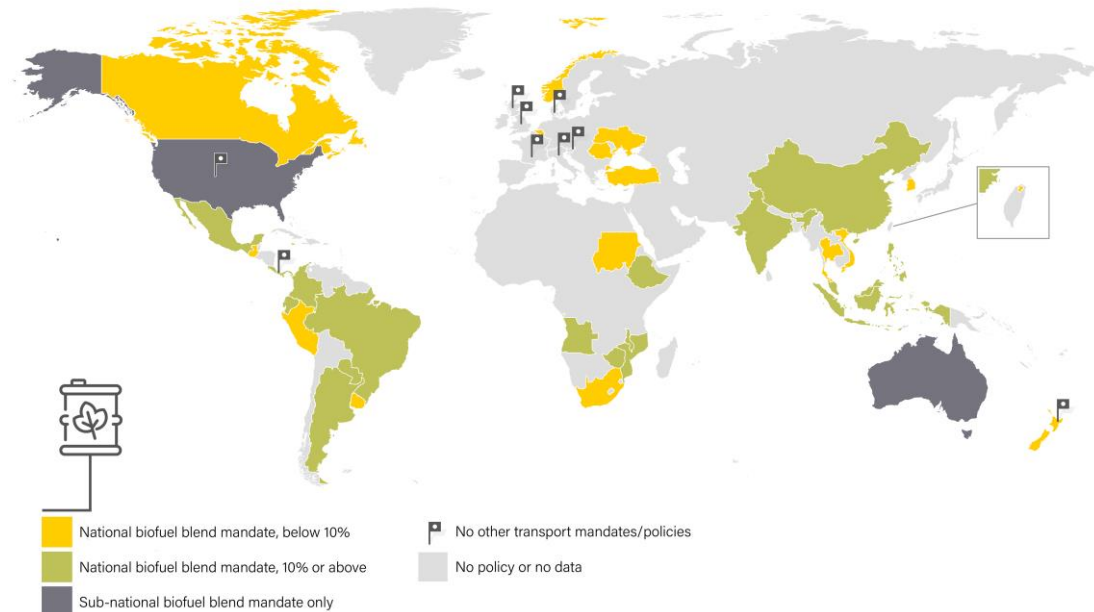 National biofuel blend mandate, below 10%
National biofuel blend mandate, 10% or above
Sub-national biofuel blend mandate only
No other transport mandates/policies
No policy or no data